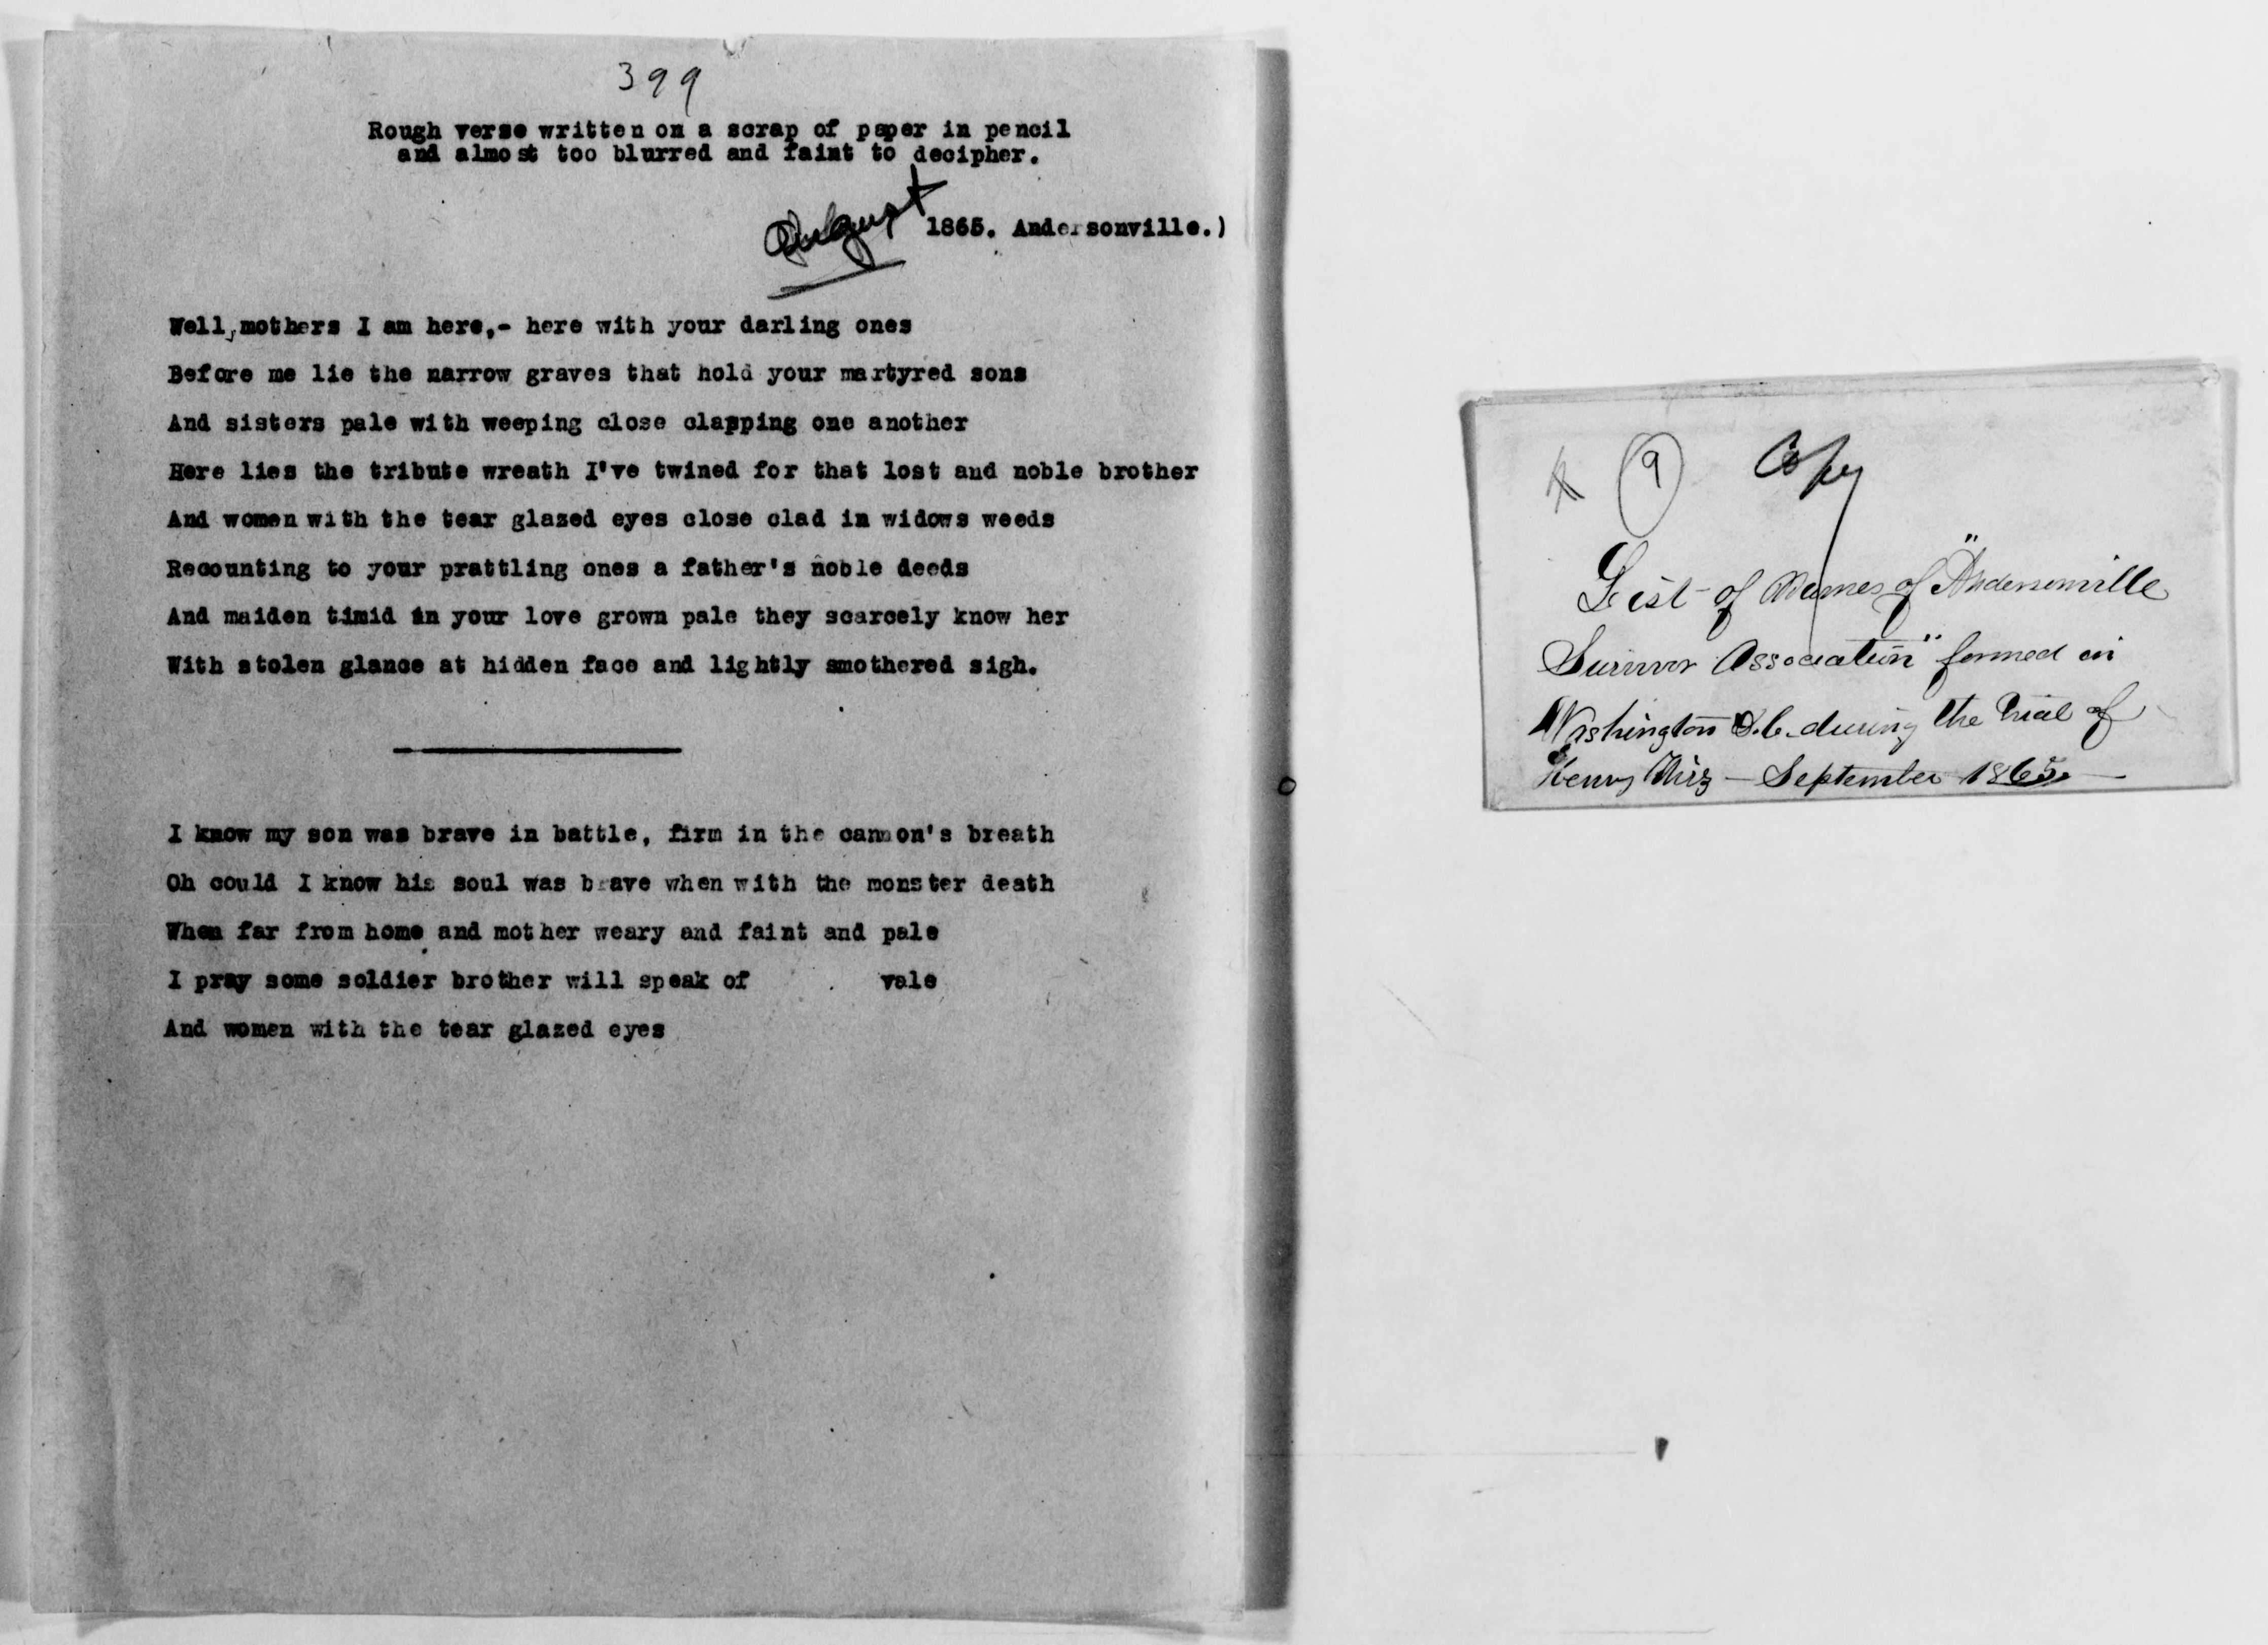 399
Rough verse written on a scrap of paper in pencil
and almost too blurred and faint to decipher.
August 1865. Andersonville.)
Well, mothers I am here,- here with your darling ones
Before me lie the narrow graves that hold your martyred sons
And sisters pale with weeping close clapping one another
Here lies the tribute wreath I've twined for that lost and noble brother
And women with the tear glazed eyes close clad in widows weeds
Recounting to your prattling ones a father's noble deeds
And maiden timid in your love grown pale they scarcely know her
With stolen glance at hidden face and lightly smothered sigh.
I know my son was brave in battle, firm in the cannon's breath
Oh could I know his soul was brave when with the monster death
When far from home and mother weary and faint and pale
I pray some soldier brother will speak of vale
And women with the tear glazed eyes
9 Copy
List of Names of "Andersonville
Survivor Association" formed in
Washington D.C. during the Trial of
Henry Wirz - September 1865. -